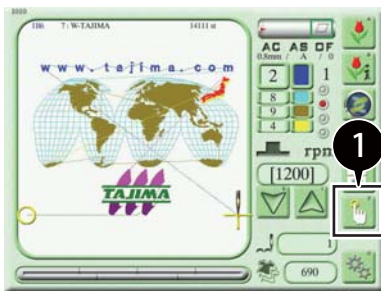 186 7 : W-TAJIMA 14111 st
www.tajima.com
TAJIMA
AC AS OF
0.8mm / A / 0
2 1
8
9
4
rpm
[1200]
1
1
690